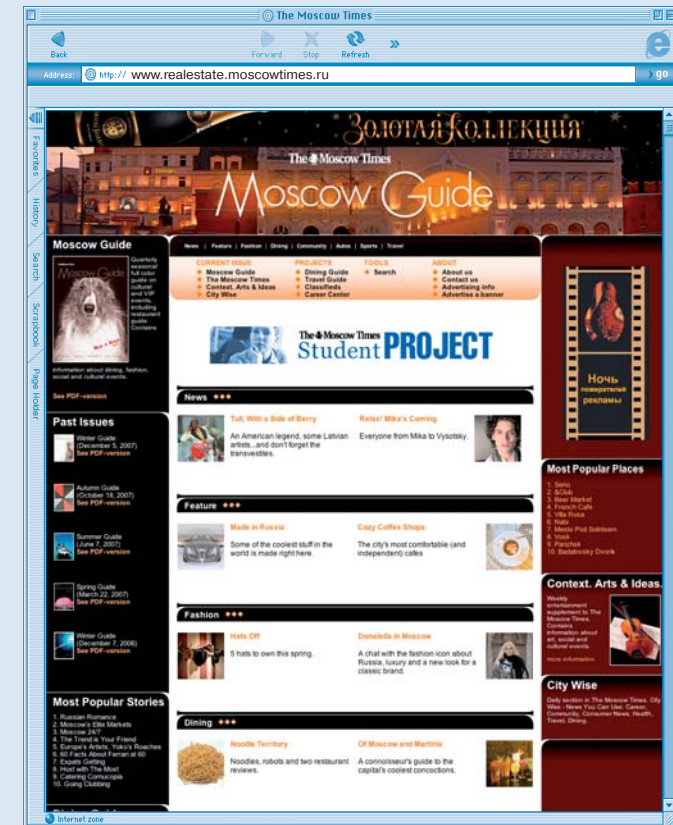 The Moscow Times
Back
Forward
Stop
Refresh
Address:
http:// www.realestate.moscowtimes.ru
go
Favorites
History
Search
Scrapbook
Page Holder
ЗОЛОТАЯ КОЛЛЕКЦИЯ
The Moscow Times
Moscow Guide
Moscow Guide
Quarterly
seasonal
full color
guide on
cultural
and VIP
events,
including
restaurant
guide.
Contains
information about dining, fashion,
social and cultural events.
See PDF-version
Past Issues
Winter Guide
(December 5, 2007)
See PDF-version
Autumn Guide
(October 18, 2007)
See PDF-version
Summer Guide
(June 7, 2007)
See PDF-version
Spring Guide
(March 22, 2007)
See PDF-version
Winter Guide
(December 7, 2006)
See PDF-version
Most Popular Stories
1. Russian Romance
2. Moscow's Elite Markets
3. Moscow 24/7
4. The Trend is Your Friend
5. Europe's Artists, Yoko's Roaches
6. 60 Facts About Ferrari at 60
7. Expats Getting
8. Host with The Most
9. Catering Cornucopia
10. Going Clubbing
News | Feature | Fashion | Dining | Community | Autos | Sports | Travel
CURRENT ISSUE
Moscow Guide
The Moscow Times
Context. Arts & Ideas
City Wise
PROJECTS
Dining Guide
Travel Guide
Classifieds
Career Center
TOOLS
Search
ABOUT
About us
Contact us
Advertising info
Advertise a banner
The Moscow Times
Student PROJECT
News
Tull, With a Side of Berry
An American legend, some Latvian
artists...and don't forget the
transvestites.
Relax! Mika's Coming
Everyone from Mika to Vysotsky.
Feature
Made in Russia
Some of the coolest stuff in the
world is made right here.
Cozy Coffee Shops
The city's most comfortable (and
independent) cafes
Fashion
Hats Off
5 hats to own this spring.
Donatella in Moscow
A chat with the fashion icon about
Russia, luxury and a new look for a
classic brand.
Dining
Noodle Territory
Noodles, robots and two restaurant
reviews.
Of Moscow and Martinis
A connoisseur's guide to the
capital's coolest concoctions.
Ночь
пожирателей
рекламы
Most Popular Places
1. Seno
2. &Club
3. Beer Market
4. French Cafe
5. Villa Rosa
6. Nabi
7. Mesto Pod Solntsem
8. Vosk
9. Parizhek
10. Badatovsky Dvorik
Context. Arts & Ideas.
Weekly
entertainment
supplement to The
Moscow Times.
Contains
information about
art, social and
cultural events.
more information
City Wise
Daily section in The Moscow Times. City
Wise - News You Can Use: Career,
Community, Consumer News, Health,
Travel, Dining.
Internet zone